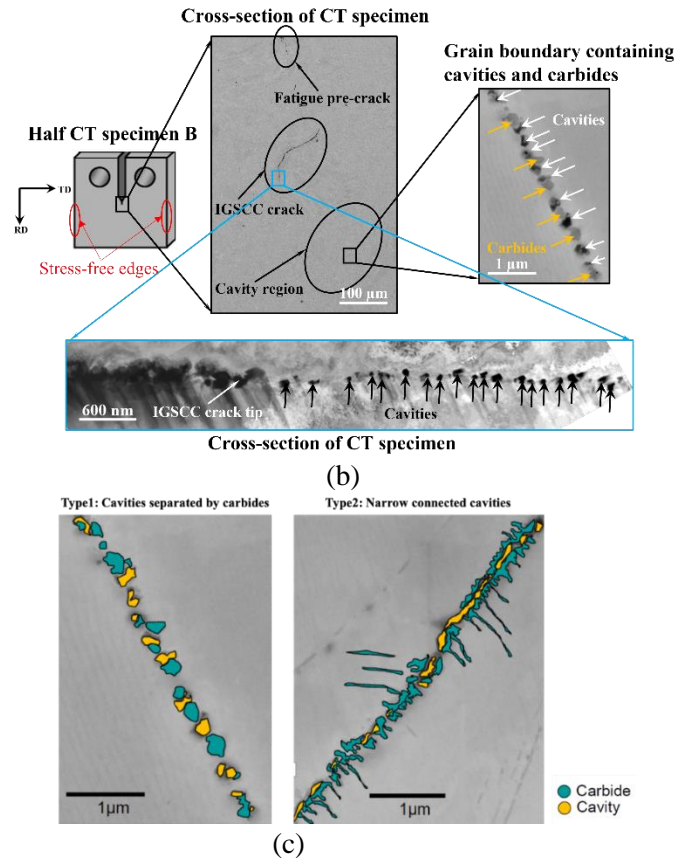 Cross-section of CT specimen
Grain boundary containing
cavities and carbides
Fatigue pre-crack
Cavities
Half CT specimen B
TD
RD
IGSCC crack
Stress-free edges
Carbides
Cavity region
100 µm
1 µm
600 nm
IGSCC crack tip
Cavities
Cross-section of CT specimen
(b)
Type1: Cavities separated by carbides
Type2: Narrow connected cavities
1µm
1µm
Carbide
Cavity
(c)